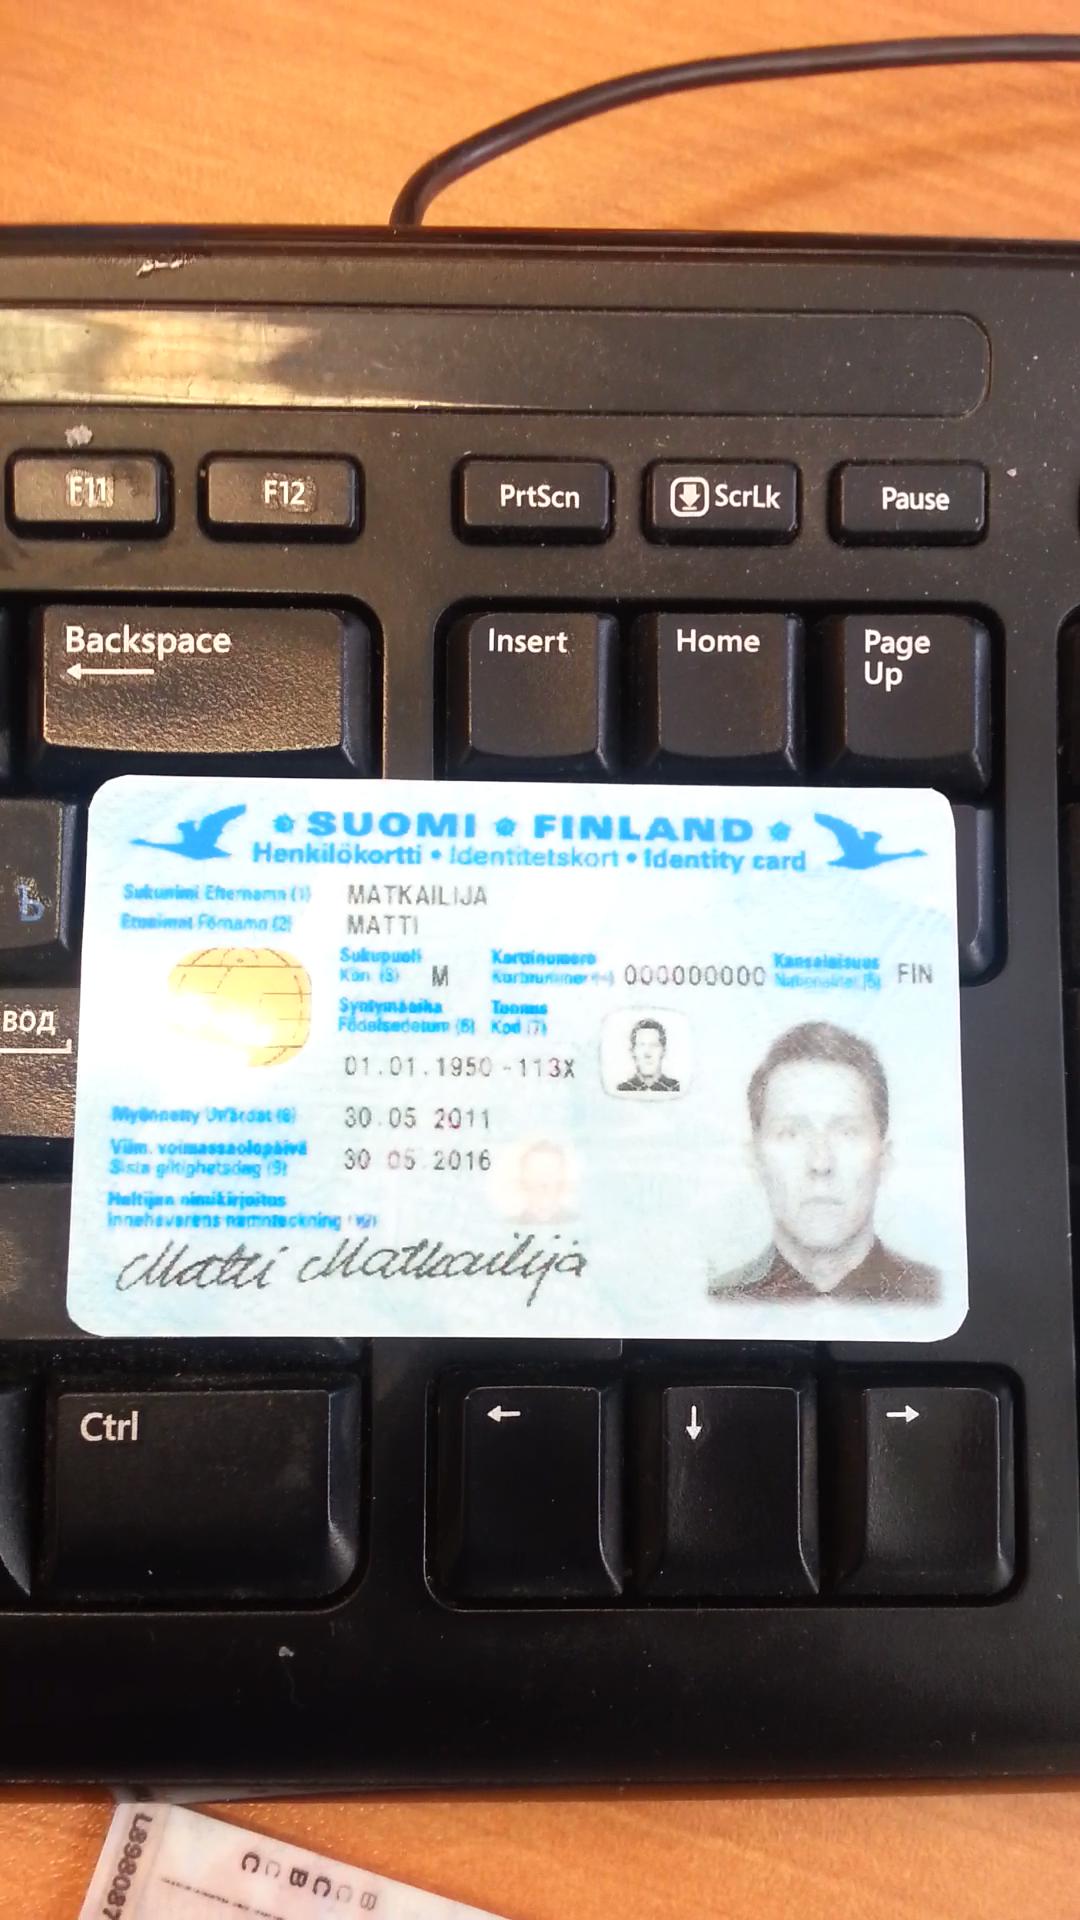 F11 F12 PrtScn ScrLk Pause
Backspace Insert Home Page Up
SUOMI FINLAND
Henkilökortti • Identitetskort • Identity card
Sukunimi Efternamn (1) MATKAILIJA
Etunimet Förnamn (2) MATTI
Sukupuoli Korttinumero Kansalaisuus
Kön (3) M Kortnummer (4) 000000000 Nationalitet (5) FIN
Syntymäaika Tunnus
Födelsedatum (6) Kod (7)
01.01.1950 -113X
Myönnetty Utfärdat (8) 30.05 2011
Viim. voimassaolopäivä
Sista giltighetsdag (9) 30 05 2016
Haltijan nimikirjoitus
Innehavarens namnteckning (10)
Matti Matkailija
Ъ
ВОД
Ctrl ← ↓ →
L898087
C C B C C B